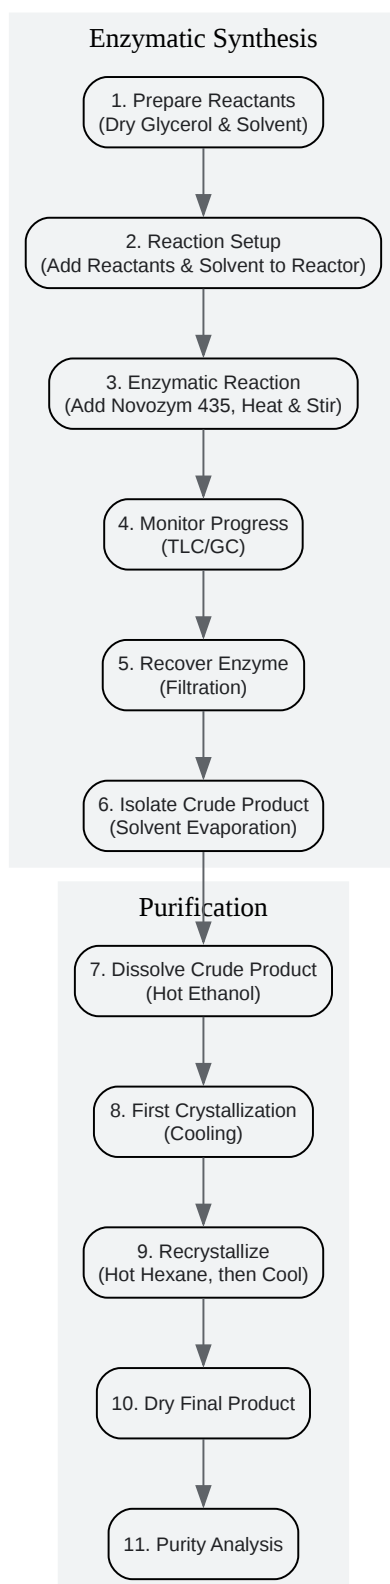 Enzymatic Synthesis
1. Prepare Reactants
(Dry Glycerol & Solvent)
2. Reaction Setup
(Add Reactants & Solvent to Reactor)
3. Enzymatic Reaction
(Add Novozym 435, Heat & Stir)
4. Monitor Progress
(TLC/GC)
5. Recover Enzyme
(Filtration)
6. Isolate Crude Product
(Solvent Evaporation)
Purification
7. Dissolve Crude Product
(Hot Ethanol)
8. First Crystallization
(Cooling)
9. Recrystallize
(Hot Hexane, then Cool)
10. Dry Final Product
11. Purity Analysis